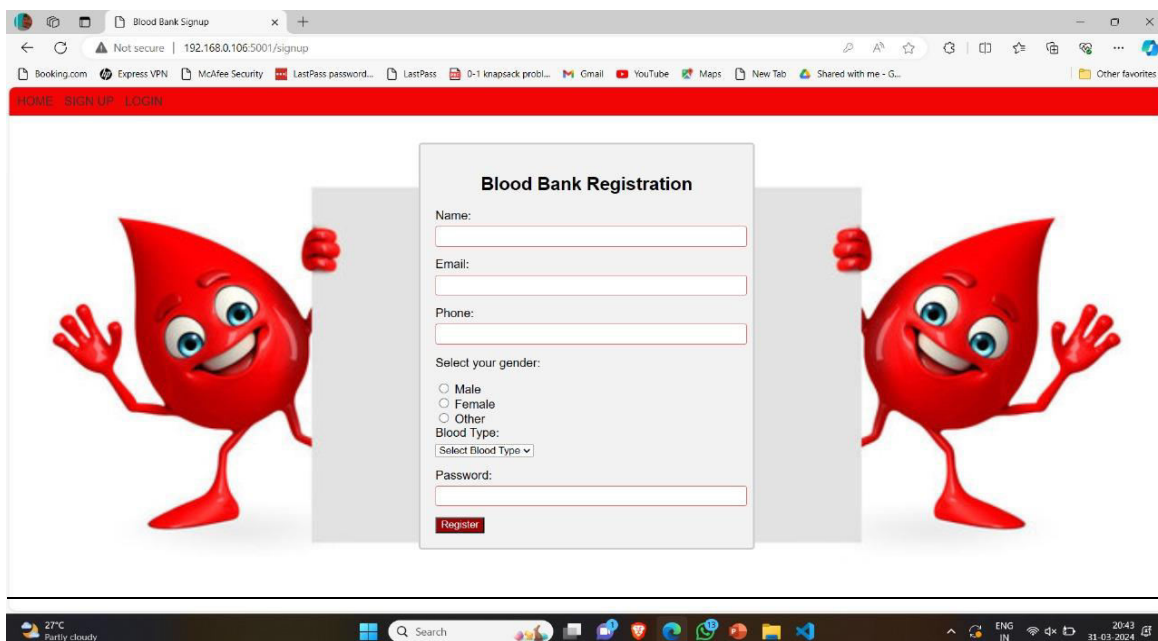 Blood Bank Signup
Not secure | 192.168.0.106:5001/signup
Booking.com Express VPN McAfee Security LastPass password... LastPass 0-1 knapsack probl... Gmail YouTube Maps New Tab Shared with me - G... Other favorites
HOME SIGN UP LOGIN
Blood Bank Registration
Name:
Email:
Phone:
Select your gender:
Male
Female
Other
Blood Type:
Select Blood Type
Password:
Register
27°C
Partly cloudy
Search
13
ENG
IN
20:43
31-03-2024